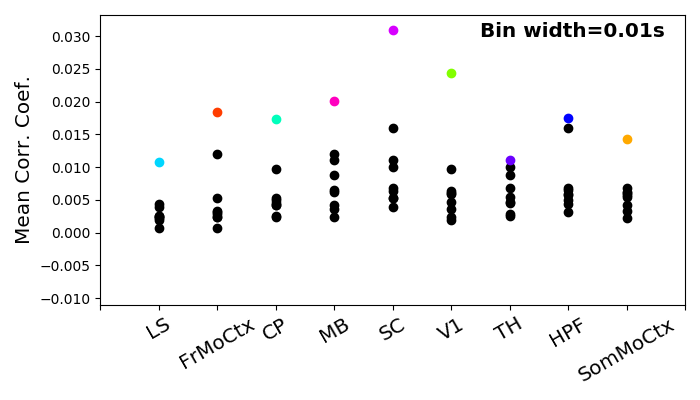 Bin width=0.01s
Mean Corr. Coef.
0.030
0.025
0.020
0.015
0.010
0.005
0.000
−0.005
−0.010
LS
FrMoCtx
CP
MB
SC
V1
TH
HPF
SomMoCtx